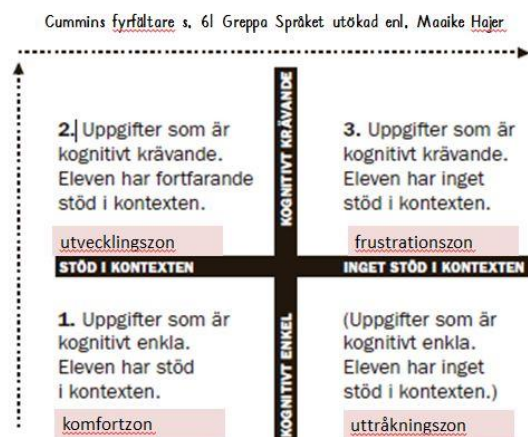 Cummins fyrfältare s. 61 Greppa Språket utökad enl. Maaike Hajer
KOGNITIVT KRÄVANDE
2. Uppgifter som är
kognitivt krävande.
Eleven har fortfarande
stöd i kontexten.
utvecklingszon
3. Uppgifter som är
kognitivt krävande.
Eleven har inget
stöd i kontexten.
frustrationszon
STÖD I KONTEXTEN
INGET STÖD I KONTEXTEN
1. Uppgifter som är
kognitivt enkla.
Eleven har stöd
i kontexten.
komfortzon
KOGNITIVT ENKEL
(Uppgifter som är
kognitivt enkla.
Eleven har inget
stöd i kontexten.)
uttråkningszon